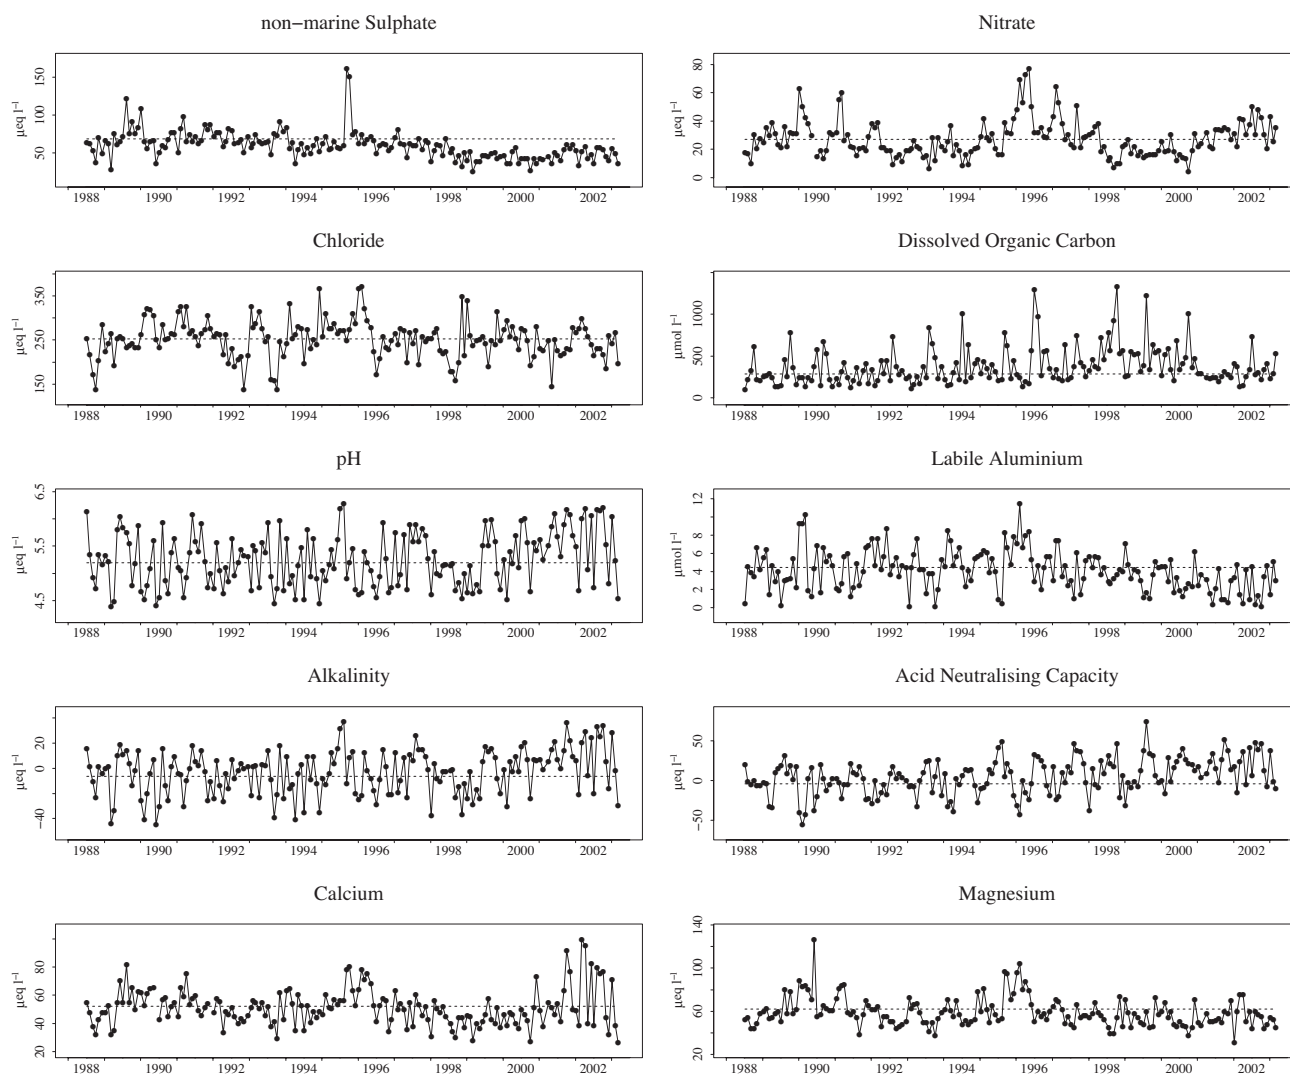 non−marine Sulphate
µeq l−1
150
100
50
1988 1990 1992 1994 1996 1998 2000 2002
Nitrate
80
60
40
20
0
1988 1990 1992 1994 1996 1998 2000 2002
Chloride
µeq l−1
350
250
150
1988 1990 1992 1994 1996 1998 2000 2002
Dissolved Organic Carbon
µmol l−1
1000
500
0
1988 1990 1992 1994 1996 1998 2000 2002
pH
µeq l−1
6.5
5.5
4.5
1988 1990 1992 1994 1996 1998 2000 2002
Labile Aluminium
µmol l−1
12
8
6
4
2
0
1988 1990 1992 1994 1996 1998 2000 2002
Alkalinity
µeq l−1
20
0
−40
1988 1990 1992 1994 1996 1998 2000 2002
Acid Neutralising Capacity
µeq l−1
50
0
−50
1988 1990 1992 1994 1996 1998 2000 2002
Calcium
µeq l−1
80
60
40
20
1988 1990 1992 1994 1996 1998 2000 2002
Magnesium
µeq l−1
140
100
60
20
1988 1990 1992 1994 1996 1998 2000 2002